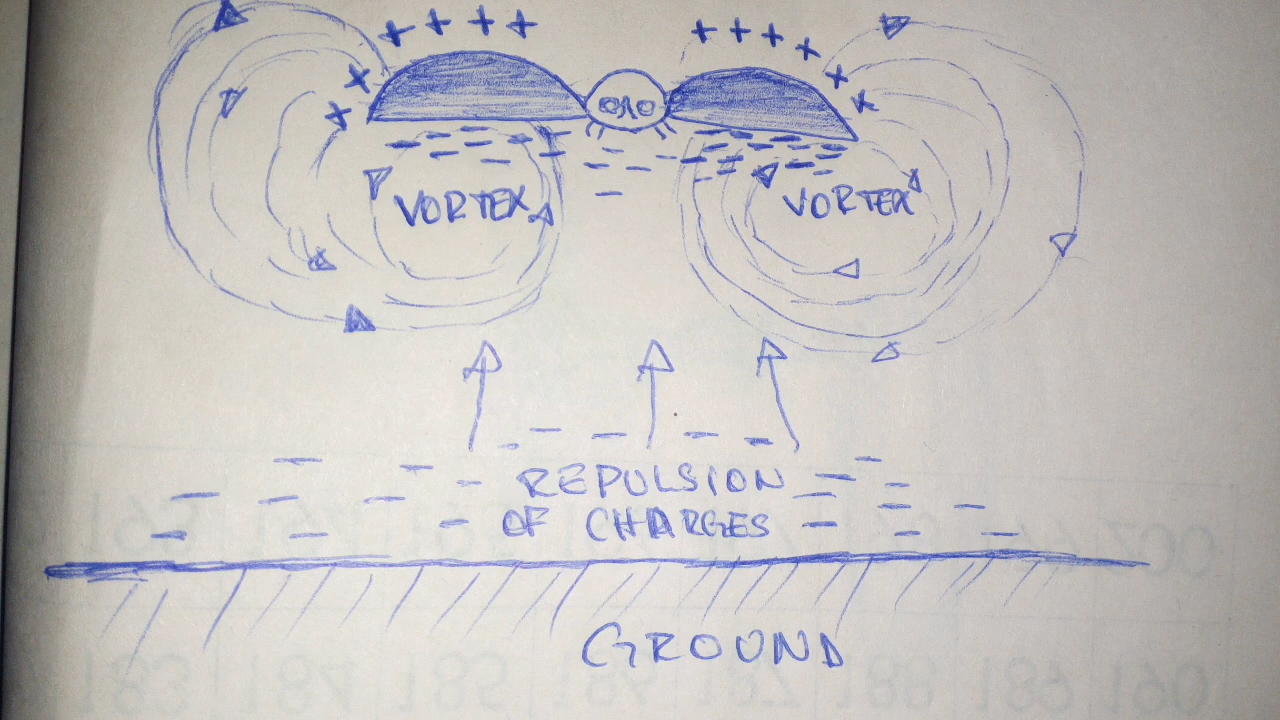 + + + + + + + + + + + +
VORTEX VORTEX
REPULSION
OF CHARGES
GROUND